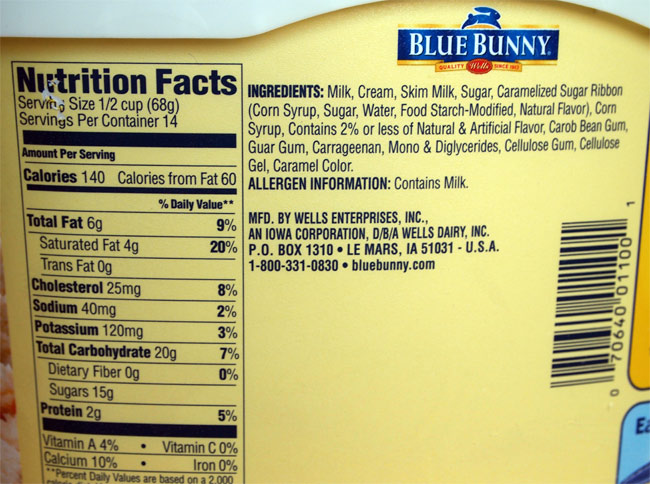 BLUE BUNNY
QUALITY Wells SINCE 1913
Nutrition Facts
Serving Size 1/2 cup (68g)
Servings Per Container 14
Amount Per Serving
Calories 140 Calories from Fat 60
% Daily Value**
Total Fat 6g 9%
Saturated Fat 4g 20%
Trans Fat 0g
Cholesterol 25mg 8%
Sodium 40mg 2%
Potassium 120mg 3%
Total Carbohydrate 20g 7%
Dietary Fiber 0g 0%
Sugars 15g
Protein 2g 5%
Vitamin A 4% • Vitamin C 0%
Calcium 10% • Iron 0%
**Percent Daily Values are based on a 2,000
INGREDIENTS: Milk, Cream, Skim Milk, Sugar, Caramelized Sugar Ribbon
(Corn Syrup, Sugar, Water, Food Starch-Modified, Natural Flavor), Corn
Syrup, Contains 2% or less of Natural & Artificial Flavor, Carob Bean Gum,
Guar Gum, Carrageenan, Mono & Diglycerides, Cellulose Gum, Cellulose
Gel, Caramel Color.
ALLERGEN INFORMATION: Contains Milk.
MFD. BY WELLS ENTERPRISES, INC.,
AN IOWA CORPORATION, D/B/A WELLS DAIRY, INC.
P.O. BOX 1310 • LE MARS, IA 51031 - U.S.A.
1-800-331-0830 • bluebunny.com
0 70640 01100 1